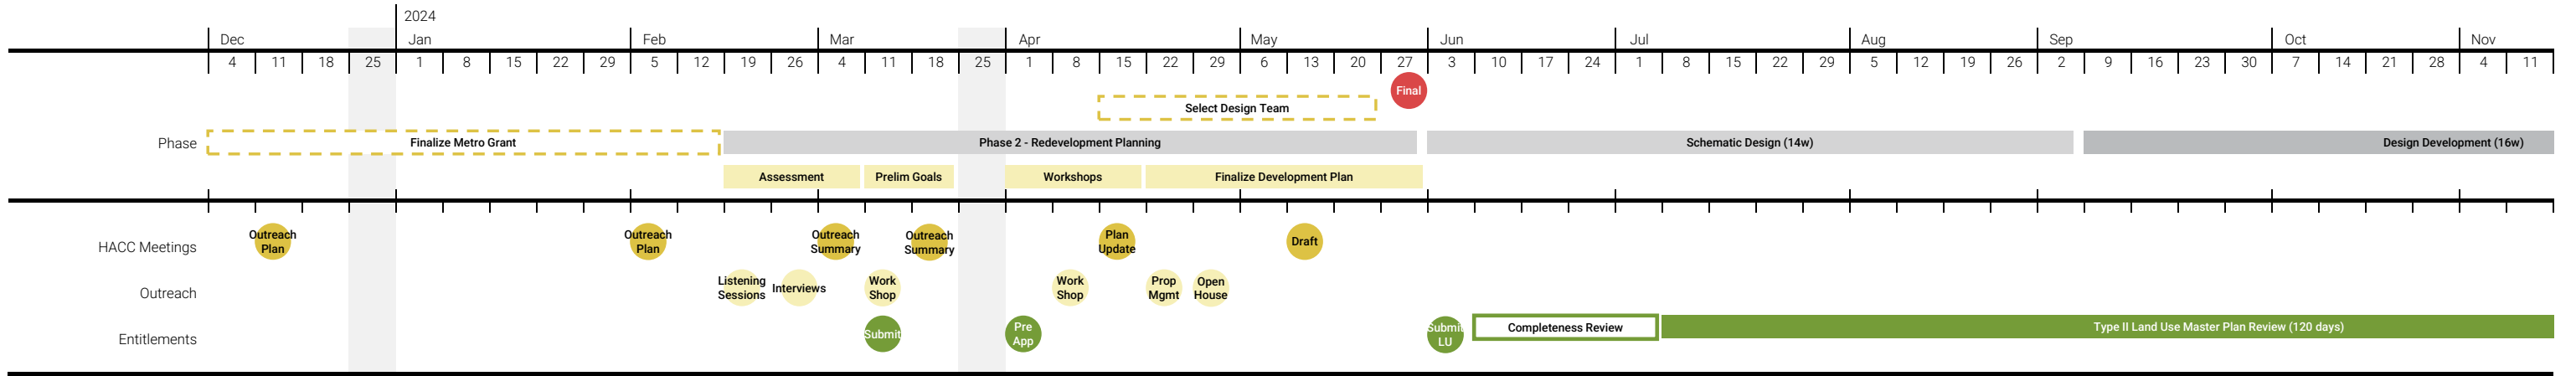 2024
Dec Jan Feb Mar Apr May Jun Jul Aug Sep Oct Nov
4 11 18 25 1 8 15 22 29 5 12 19 26 4 11 18 25 1 8 15 22 29 6 13 20 27 3 10 17 24 1 8 15 22 29 5 12 19 26 2 9 16 23 30 7 14 21 28 4 11
Final
Select Design Team
Phase Finalize Metro Grant Phase 2 - Redevelopment Planning Schematic Design (14w) Design Development (16w)
Assessment Prelim Goals Workshops Finalize Development Plan
HACC Meetings
Outreach
Plan
Outreach
Plan
Outreach
Summary
Outreach
Summary
Plan
Update
Draft
Outreach
Listening
Sessions
Interviews
Work
Shop
Work
Shop
Prop
Mgmt
Open
House
Entitlements
Submit
Pre
App
Submit
LU
Completeness Review
Type II Land Use Master Plan Review (120 days)